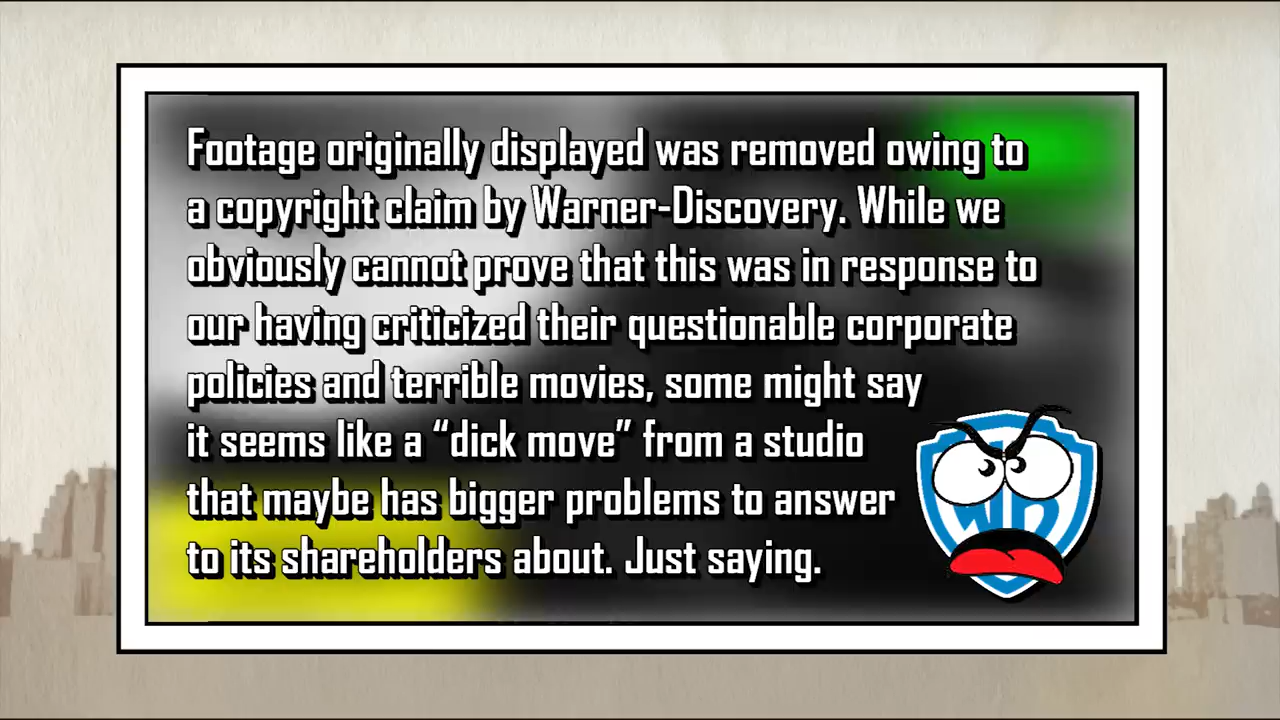 Footage originally displayed was removed owing to
a copyright claim by Warner-Discovery. While we
obviously cannot prove that this was in response to
our having criticized their questionable corporate
policies and terrible movies, some might say
it seems like a “dick move” from a studio
that maybe has bigger problems to answer
to its shareholders about. Just saying.